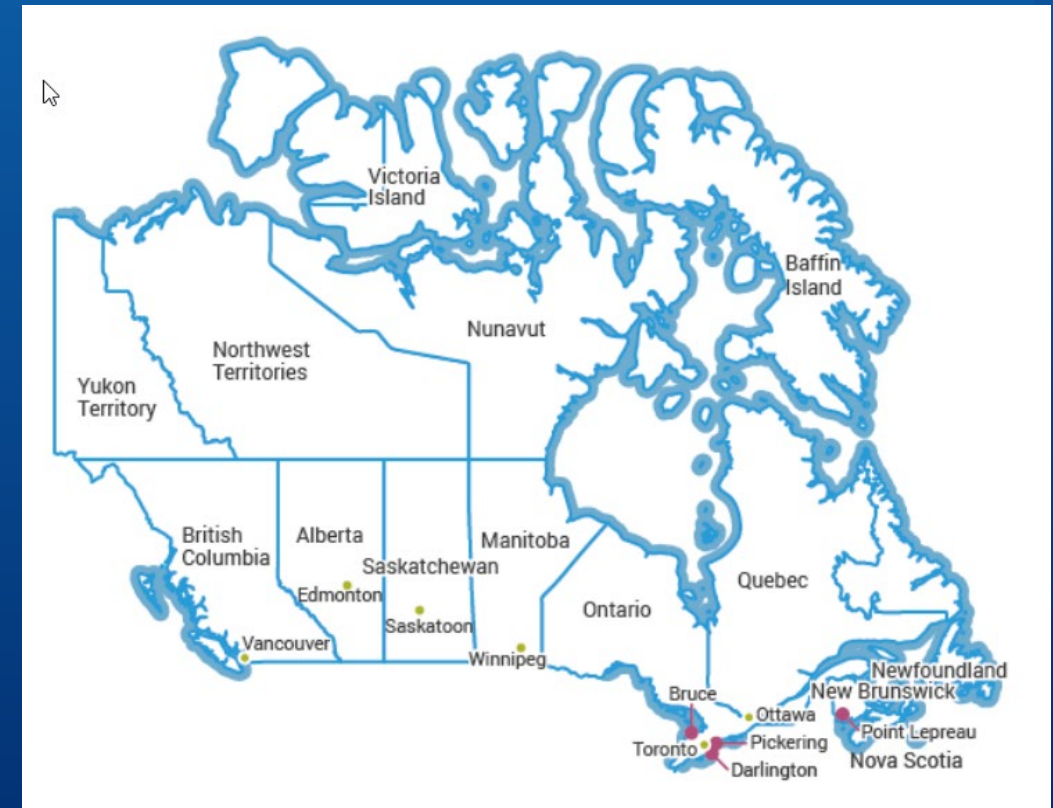 Victoria
Island
Baffin
Island
Nunavut
Northwest
Territories
Yukon
Territory
British
Columbia
Alberta
Manitoba
Saskatchewan
Quebec
Edmonton
Ontario
Saskatoon
Vancouver
Winnipeg
Newfoundland
New Brunswick
Bruce
Ottawa
Point Lepreau
Toronto
Pickering
Nova Scotia
Darlington